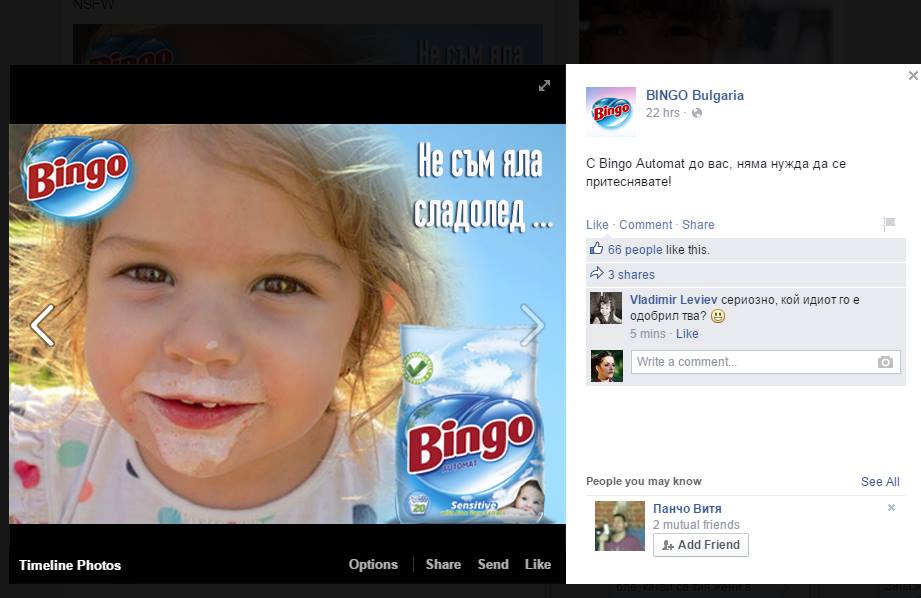 NSFW
Не съм яла
Bingo
Не съм яла
сладолед ...
Bingo
AUTOMAT
20
Sensitive
Timeline Photos
Options
Share
Send
Like
Bingo
BINGO Bulgaria
22 hrs ·
С Bingo Automat до вас, няма нужда да се
притеснявате!
Like · Comment · Share
66 people like this.
3 shares
Vladimir Leviev сериозно, кой идиот го е
одобрил тва?
5 mins · Like
Write a comment...
People you may know
See All
Панчо Витя
2 mutual friends
Add Friend